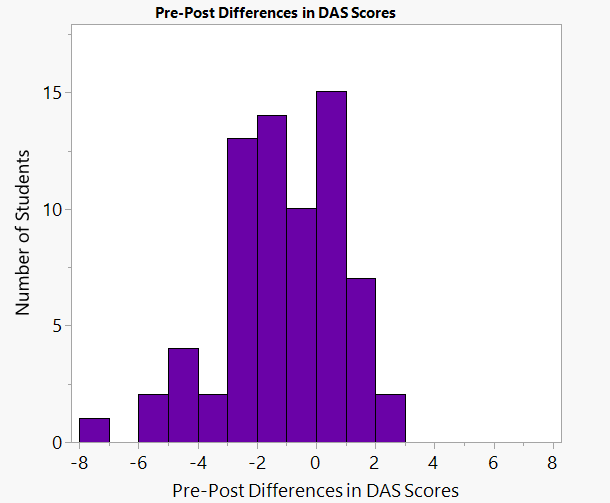 Pre-Post Differences in DAS Scores
Number of Students
15
10
5
0
-8 -6 -4 -2 0 2 4 6 8
Pre-Post Differences in DAS Scores